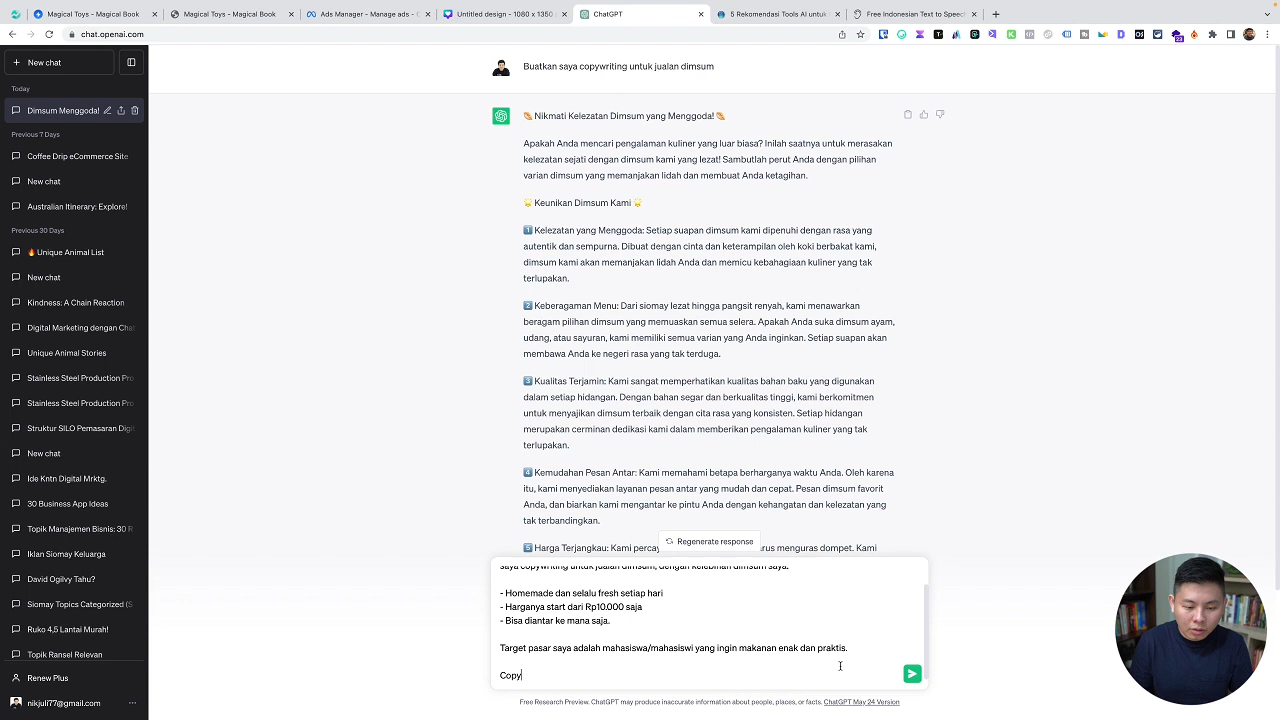 Magical Toys - Magical Book
Magical Toys - Magical Book
Ads Manager - Manage ads - C
Untitled design - 1080 x 1350
ChatGPT
5 Rekomendasi Tools AI untuk
Free Indonesian Text to Speech
chat.openai.com
23
New chat
Today
Dimsum Menggoda!
Previous 7 Days
Coffee Drip eCommerce Site
New chat
Australian Itinerary: Explore!
Previous 30 Days
🔥 Unique Animal List
New chat
Kindness: A Chain Reaction
Digital Marketing dengan Chat
Unique Animal Stories
Stainless Steel Production Pro
Stainless Steel Production Pro
Struktur SILO Pemasaran Digi
New chat
Ide Kntn Digital Mrktg.
30 Business App Ideas
Topik Manajemen Bisnis: 30 R
Iklan Siomay Keluarga
David Ogilvy Tahu?
Siomay Topics Categorized (S
Ruko 4,5 Lantai Murah!
Topik Ransel Relevan
Renew Plus
nikjuli77@gmail.com
Buatkan saya copywriting untuk jualan dimsum
🥖 Nikmati Kelezatan Dimsum yang Menggoda! 🥖
Apakah Anda mencari pengalaman kuliner yang luar biasa? Inilah saatnya untuk merasakan
kelezatan sejati dengan dimsum kami yang lezat! Sambutlah perut Anda dengan pilihan
varian dimsum yang memanjakan lidah dan membuat Anda ketagihan.
🌟 Keunikan Dimsum Kami 🌟
1️⃣ Kelezatan yang Menggoda: Setiap suapan dimsum kami dipenuhi dengan rasa yang
autentik dan sempurna. Dibuat dengan cinta dan keterampilan oleh koki berbakat kami,
dimsum kami akan memanjakan lidah Anda dan memicu kebahagiaan kuliner yang tak
terlupakan.
2️⃣ Keberagaman Menu: Dari siomay lezat hingga pangsit renyah, kami menawarkan
beragam pilihan dimsum yang memuaskan semua selera. Apakah Anda suka dimsum ayam,
udang, atau sayuran, kami memiliki semua varian yang Anda inginkan. Setiap suapan akan
membawa Anda ke negeri rasa yang tak terduga.
3️⃣ Kualitas Terjamin: Kami sangat memperhatikan kualitas bahan baku yang digunakan
dalam setiap hidangan. Dengan bahan segar dan berkualitas tinggi, kami berkomitmen
untuk menyajikan dimsum terbaik dengan cita rasa yang konsisten. Setiap hidangan
merupakan cerminan dedikasi kami dalam memberikan pengalaman kuliner yang tak
terlupakan.
4️⃣ Kemudahan Pesan Antar: Kami memahami betapa berharganya waktu Anda. Oleh karena
itu, kami menyediakan layanan pesan antar yang mudah dan cepat. Pesan dimsum favorit
Anda, dan biarkan kami mengantar ke pintu Anda dengan kehangatan dan kelezatan yang
tak terbandingkan.
5️⃣ Harga Terjangkau: Kami percay arus menguras dompet. Kami
Regenerate response
saya copywriting untuk jualan dimsum, dengan kelebihan dimsum saya:
- Homemade dan selalu fresh setiap hari
- Harganya start dari Rp10.000 saja
- Bisa diantar ke mana saja.
Target pasar saya adalah mahasiswa/mahasiswi yang ingin makanan enak dan praktis.
Copy
Free Research Preview. ChatGPT may produce inaccurate information about people, places, or facts. ChatGPT May 24 Version